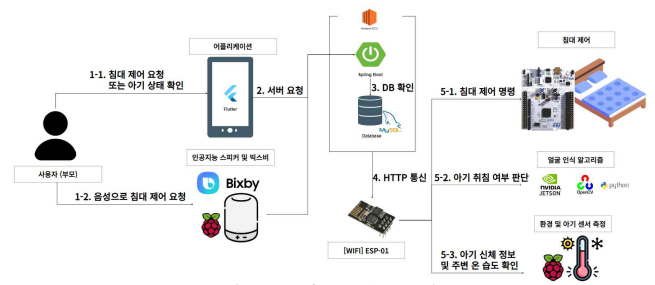 어플리케이션
Flutter
1-1. 침대 제어 요청
또는 아기 상태 확인
2. 서버 요청
사용자 (부모)
인공지능 스피커 및 빅스비
Bixby
1-2. 음성으로 침대 제어 요청
Spring Boot
3. DB 확인
MySQL
Database
4. HTTP 통신
[WIFI] ESP-01
침대 제어
5-1. 침대 제어 명령
얼굴 인식 알고리즘
5-2. 아기 취침 여부 판단
NVIDIA
JETSON
OpenCV
python
환경 및 아기 센서 측정
5-3. 아기 신체 정보
및 주변 온 습도 확인